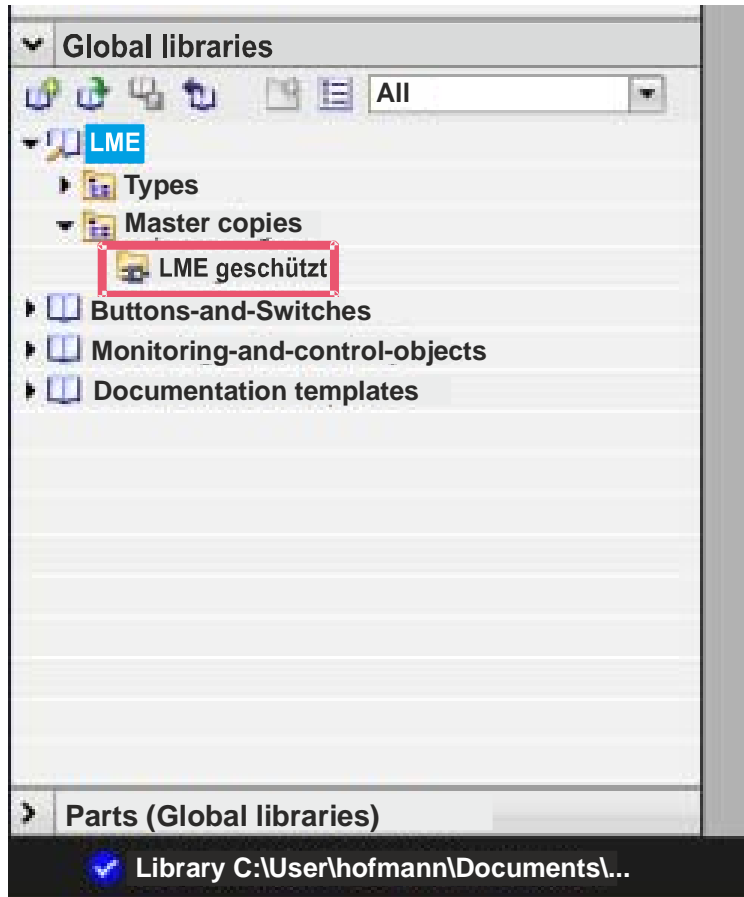 Global libraries
All
LME
Types
Master copies
LME geschützt
Buttons-and-Switches
Monitoring-and-control-objects
Documentation templates
Parts (Global libraries)
Library C:\User\hofmann\Documents\...